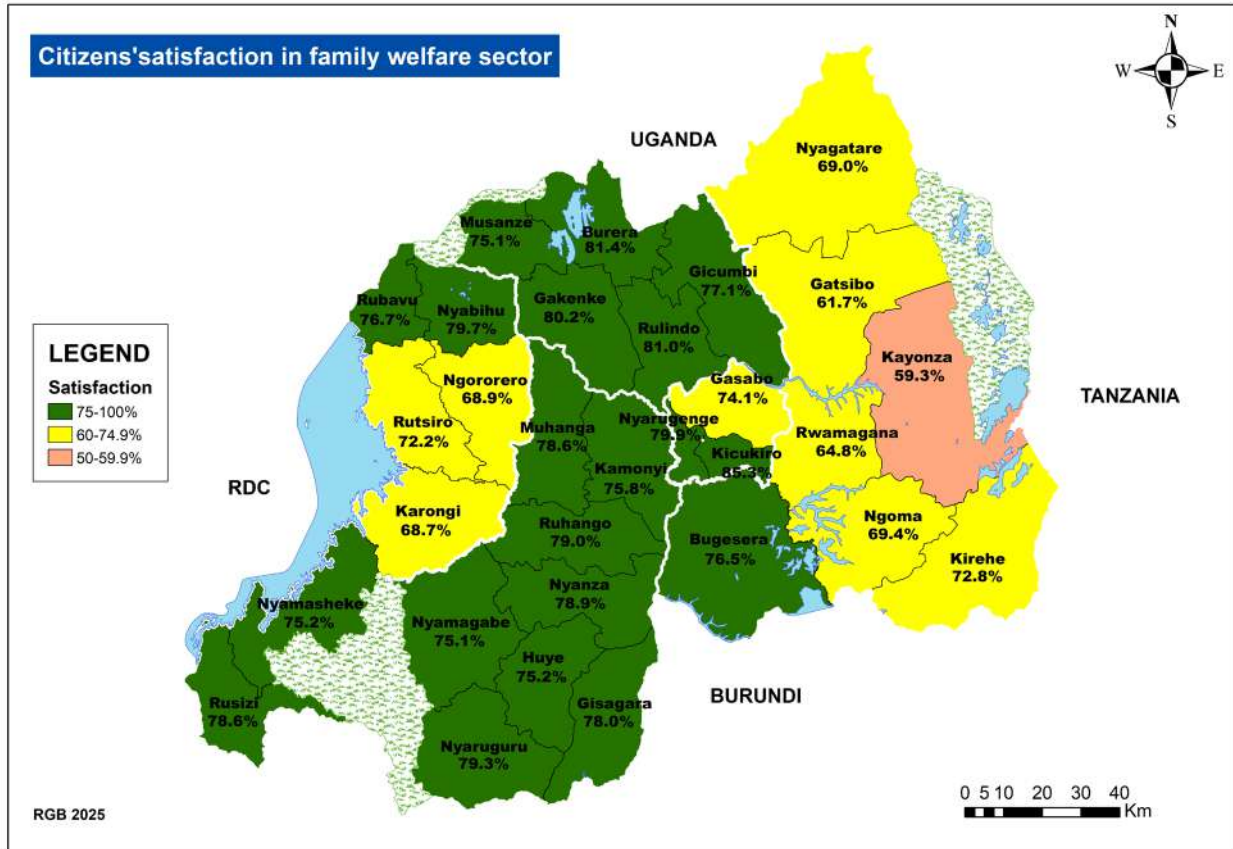 Citizens'satisfaction in family welfare sector
N
W E
S
UGANDA
Nyagatare
69.0%
Musanze
75.1%
Burera
81.4%
Gicumbi
77.1%
Gatsibo
61.7%
Rubavu
76.7%
Nyabihu
79.7%
Gakenke
80.2%
Rulindo
81.0%
Kayonza
59.3%
LEGEND
Satisfaction
75-100%
60-74.9%
50-59.9%
Ngororero
68.9%
Gasabo
74.1%
TANZANIA
Rutsiro
72.2%
Muhanga
78.6%
Nyarugenge
79.9%
Kicukiro
85.3%
Rwamagana
64.8%
Kamonyi
75.8%
RDC
Karongi
68.7%
Ruhango
79.0%
Bugesera
76.5%
Ngoma
69.4%
Kirehe
72.8%
Nyanza
78.9%
Nyamasheke
75.2%
Nyamagabe
75.1%
Huye
75.2%
Rusizi
78.6%
Gisagara
78.0%
BURUNDI
Nyaruguru
79.3%
RGB 2025
0 5 10 20 30 40
Km